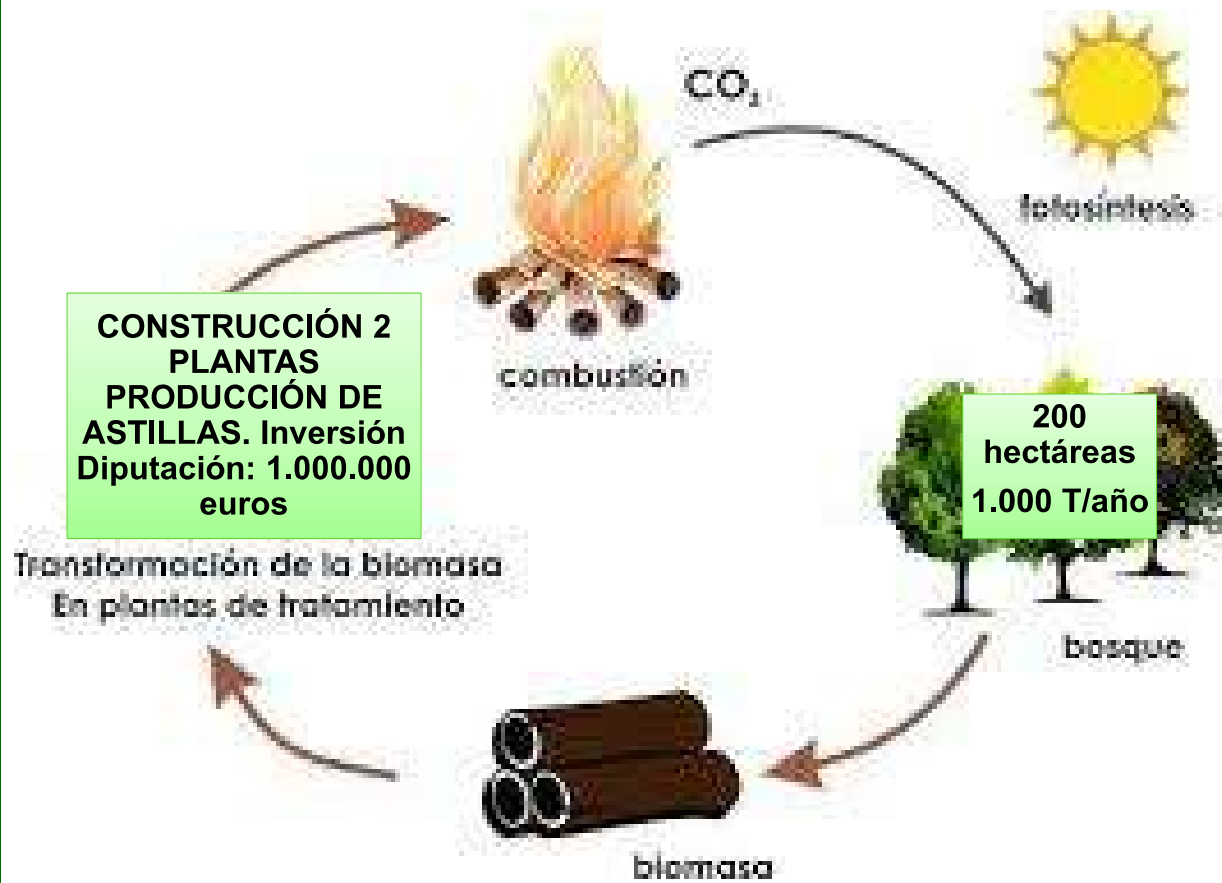 CO₂
fotosíntesis
combustión
CONSTRUCCIÓN 2
PLANTAS
PRODUCCIÓN DE
ASTILLAS. Inversión
Diputación: 1.000.000
euros
200
hectáreas
1.000 T/año
Transformación de la biomasa
En plantas de tratamiento
bosque
biomasa